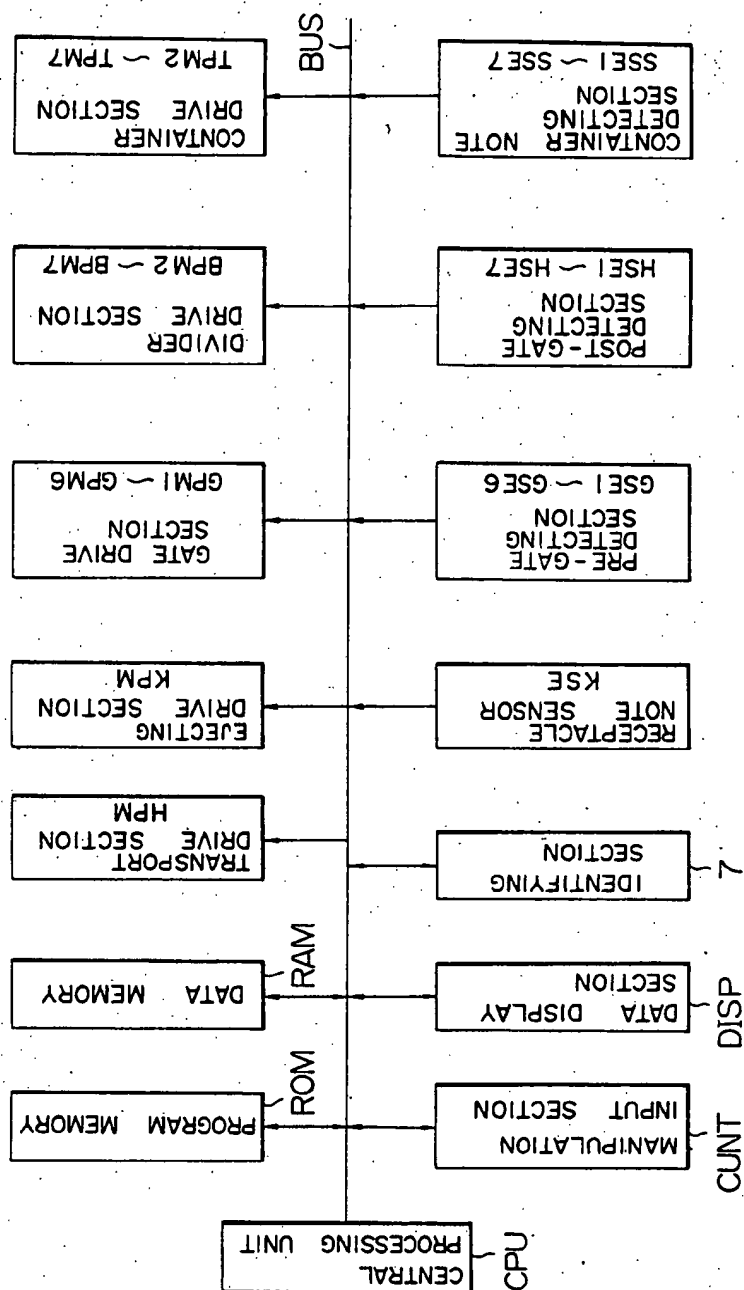 CENTRAL
PROCESSING UNIT
CPU
MANIPULATION
INPUT SECTION
CUNT
PROGRAM MEMORY
ROM
DATA DISPLAY
SECTION
DISP
DATA MEMORY
RAM
IDENTIFYING
SECTION
7
TRANSPORT
DRIVE SECTION
HPM
RECEPTACLE
NOTE SENSOR
KSE
EJECTING
DRIVE SECTION
KPM
PRE-GATE
DETECTING
SECTION
GSE1 ~ GSE6
GATE DRIVE
SECTION
GPM1 ~ GPM6
POST-GATE
DETECTING
SECTION
HSE1 ~ HSE7
DIVIDER
DRIVE SECTION
BPM2 ~ BPM7
CONTAINER NOTE
DETECTING
SECTION
SSE1 ~ SSE7
CONTAINER
DRIVE SECTION
TPM2 ~ TPM7
BUS